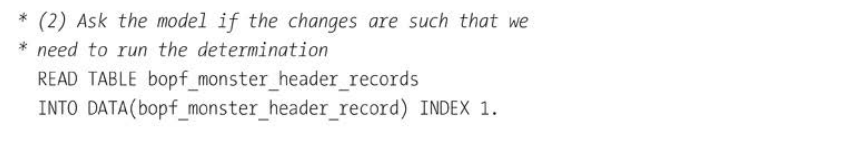 * (2) Ask the model if the changes are such that we
* need to run the determination
READ TABLE bopf_monster_header_records
INTO DATA(bopf_monster_header_record) INDEX 1.